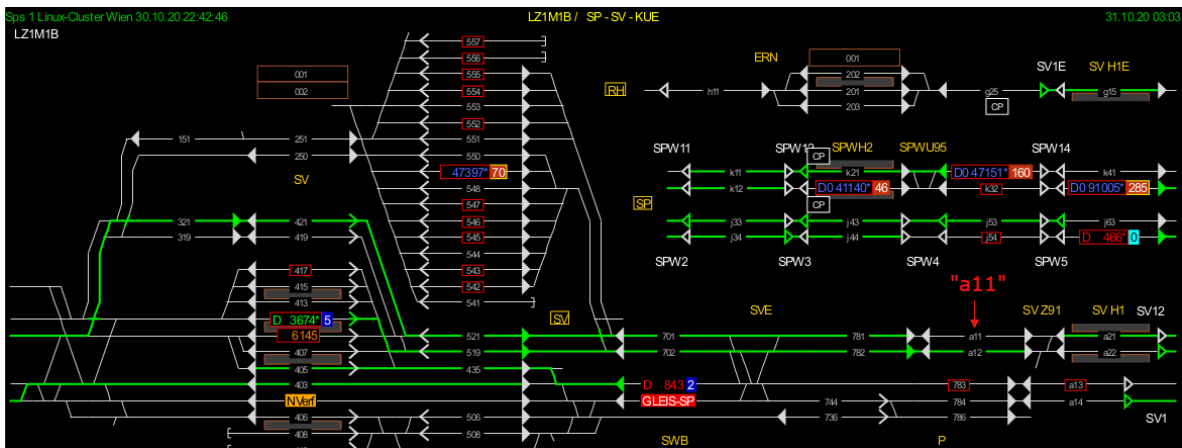 Sps 1 Linux-Cluster Wien 30.10.20 22:42:46
LZ1M1B / SP - SV - KUE
31.10.20 03:03
LZ1M1B
557
556
555
554
553
552
551
550
47397* 70
548
547
546
545
544
543
542
541
001
002
151
251
250
SV
321
421
319
419
417
415
413
D 3674* 5
6145
407
405
403
NVerf
406
408
521
519
435
506
508
SV
701
702
SVE
781
782
D 843 2
GLEIS-SP
744
736
783
784
786
SWB
P
ERN
001
202
201
203
RH
h11
g25
CP
SV1E
SV H1E
g15
SPW11
SPWH2
SPWU95
SPW14
CP
k11
k12
k21
D0 41140* 46
CP
D0 47151* 160
k32
k41
D0 91005* 285
SP
j33
j34
j43
j44
j53
j54
j63
D 466* 0
SPW2
SPW3
SPW4
SPW5
"a11"
SV Z91
SV H1
SV12
a11
a12
a21
a22
a13
a14
SV1